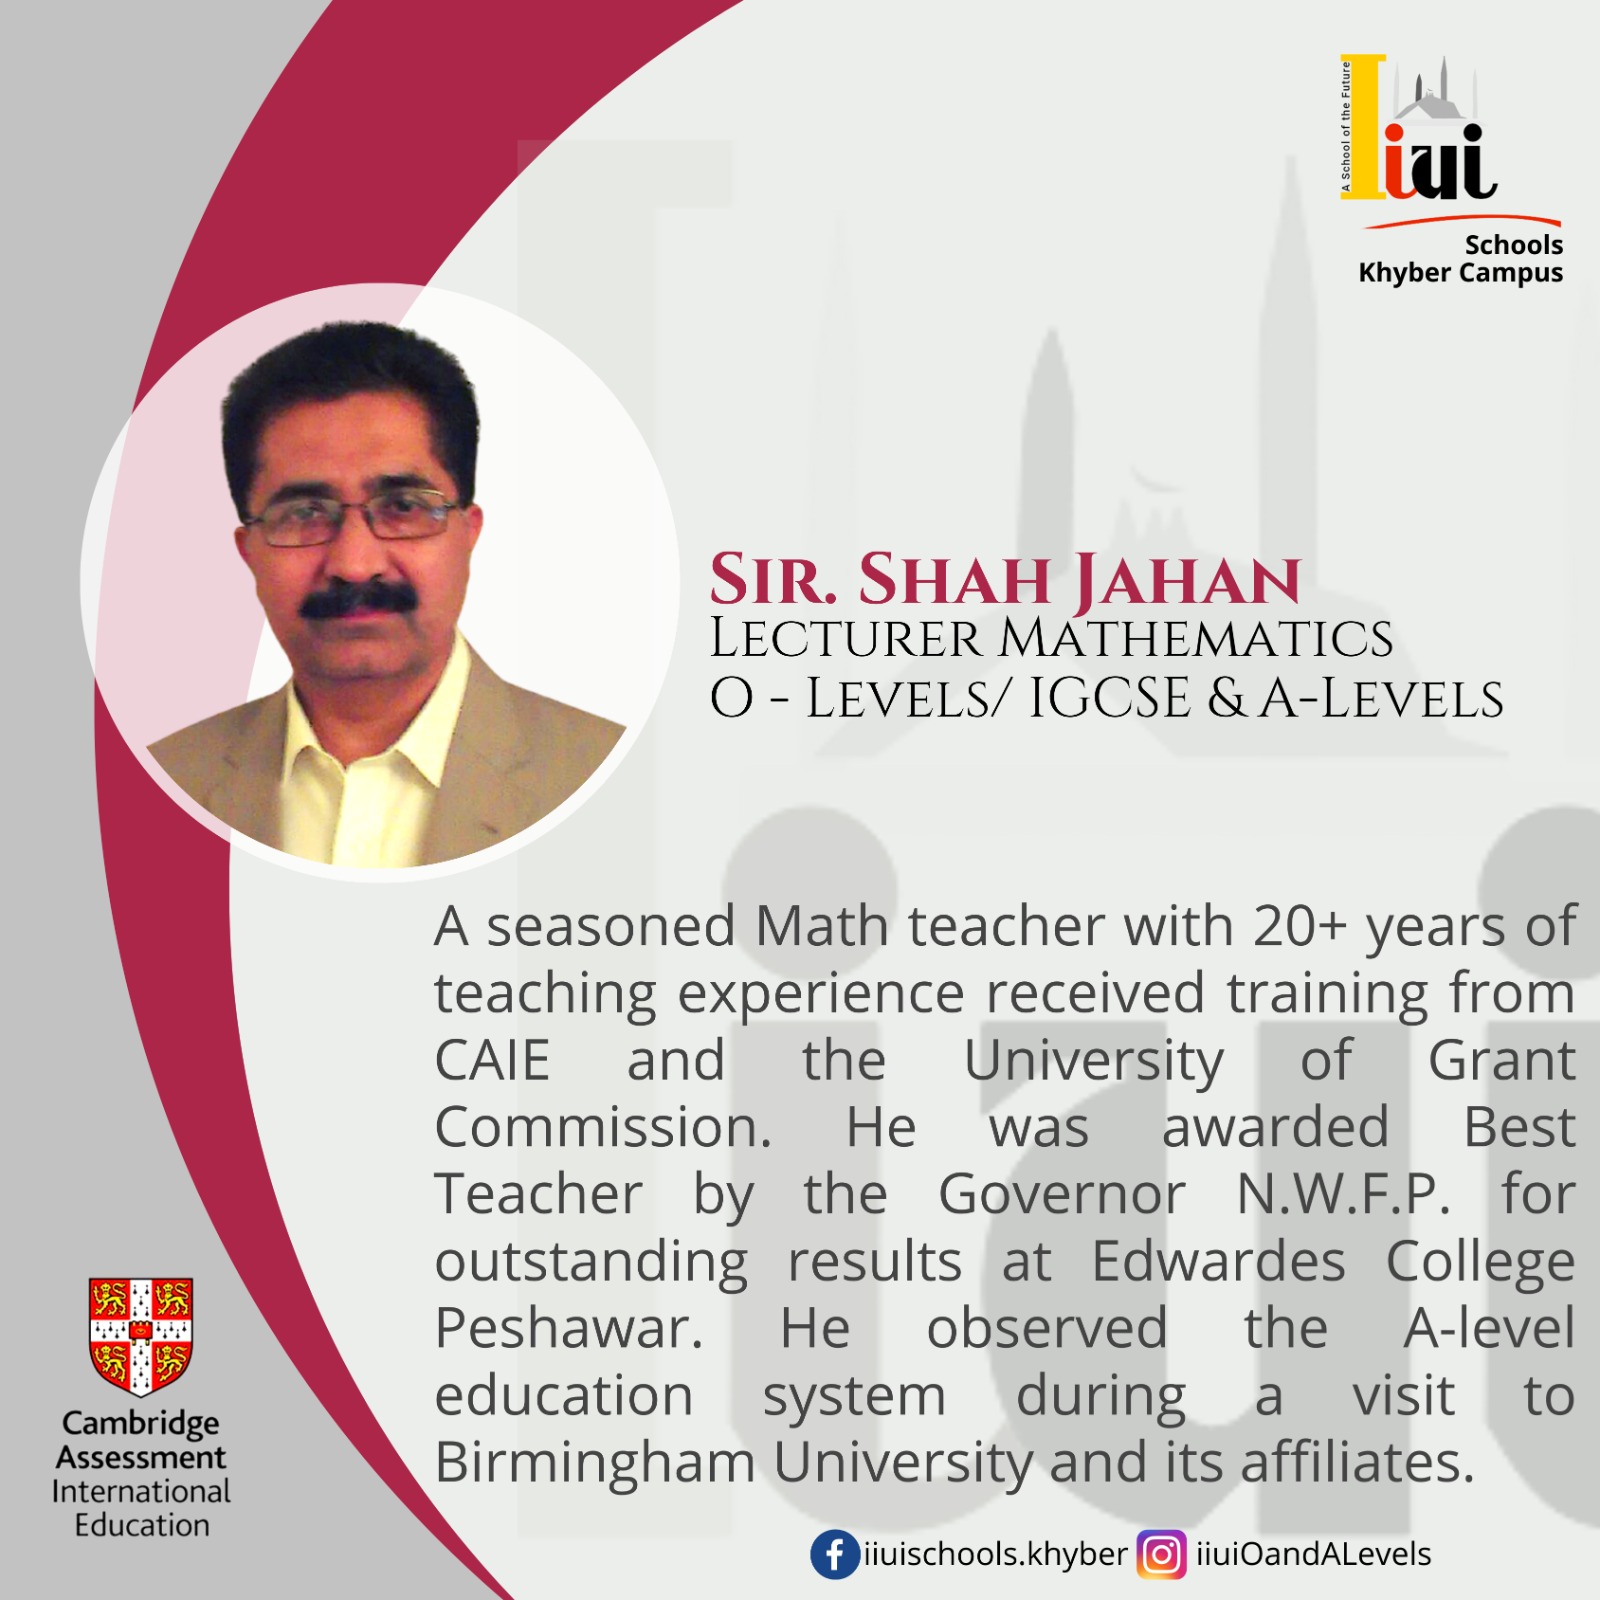 A School of the Future
Iiui
Schools
Khyber Campus
Sir. Shah Jahan
Lecturer Mathematics
O - Levels/ IGCSE & A-Levels
A seasoned Math teacher with 20+ years of
teaching experience received training from
CAIE and the University of Grant
Commission. He was awarded Best
Teacher by the Governor N.W.F.P. for
outstanding results at Edwardes College
Peshawar. He observed the A-level
education system during a visit to
Birmingham University and its affiliates.
Cambridge
Assessment
International
Education
iiuischools.khyber iiuiOandALevels